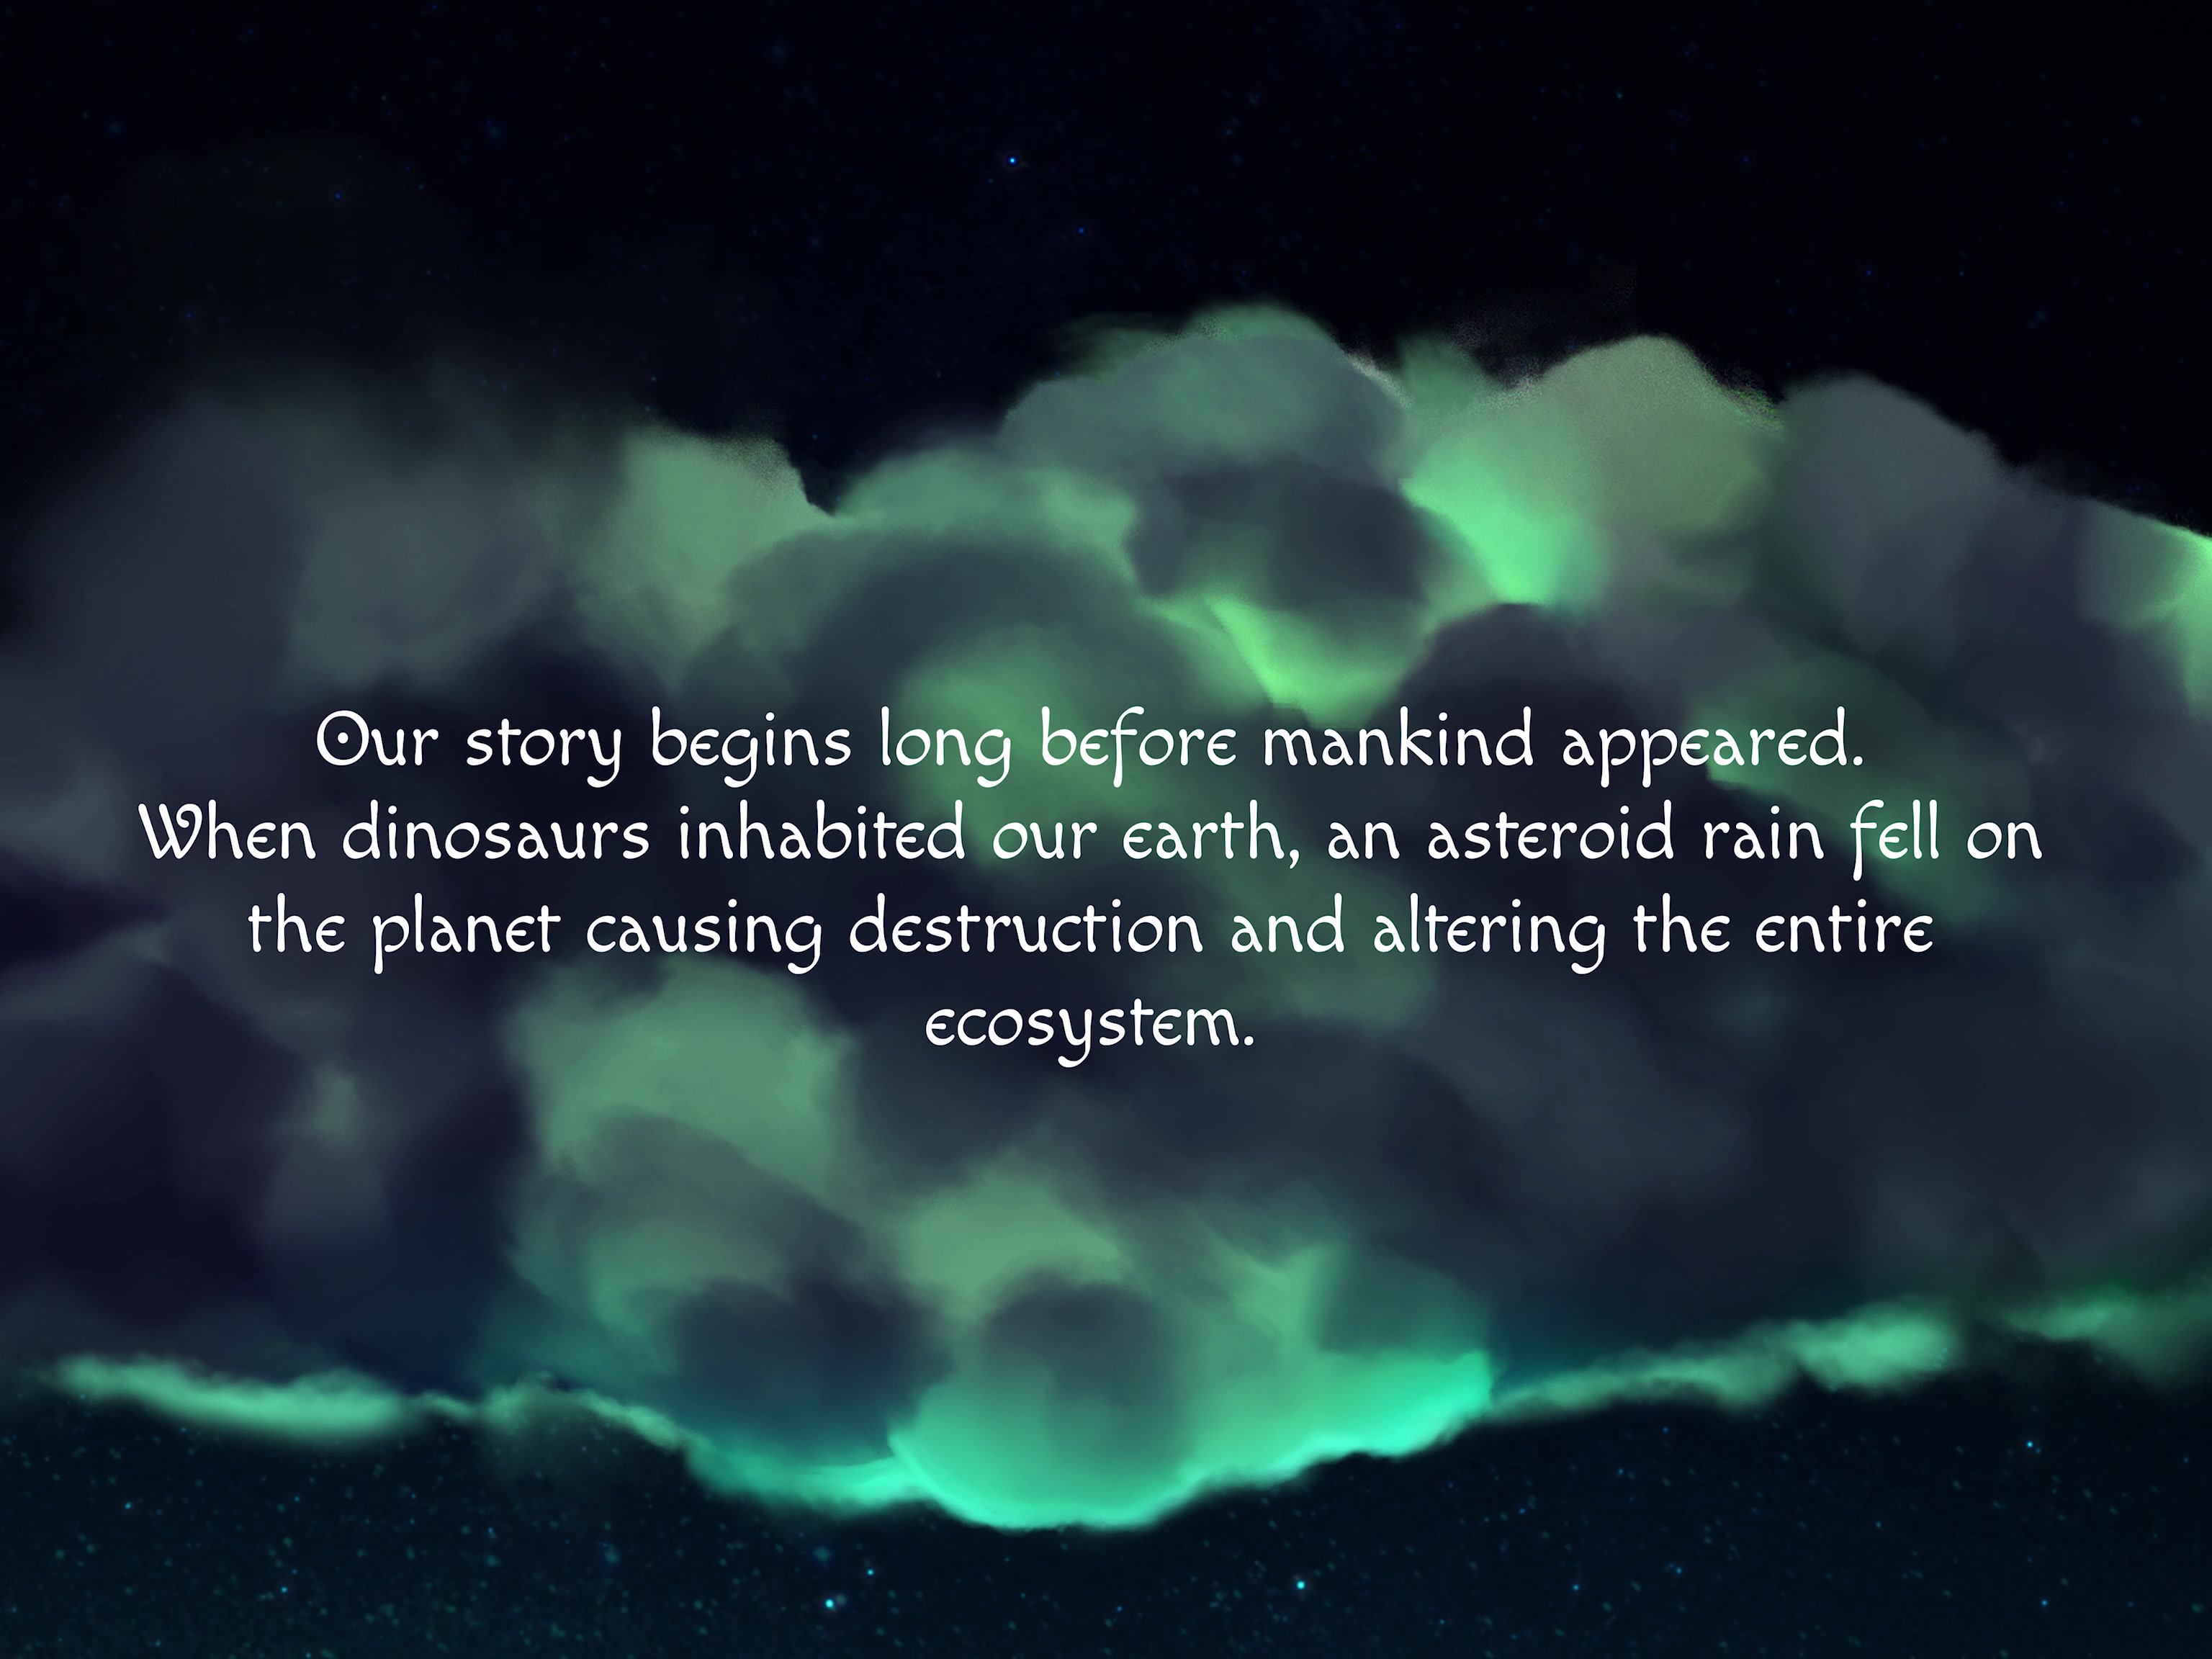 Our story begins long before mankind appeared.
When dinosaurs inhabited our earth, an asteroid rain fell on
the planet causing destruction and altering the entire
ecosystem.